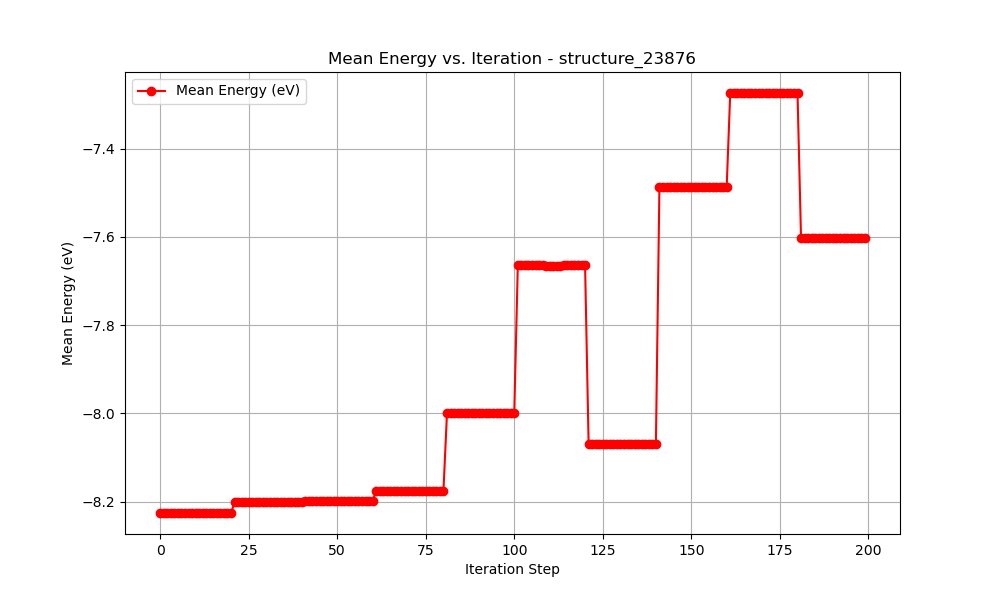 Mean Energy vs. Iteration - structure_23876
Mean Energy (eV)
−7.4
−7.6
−7.8
−8.0
−8.2
Mean Energy (eV)
0 25 50 75 100 125 150 175 200
Iteration Step